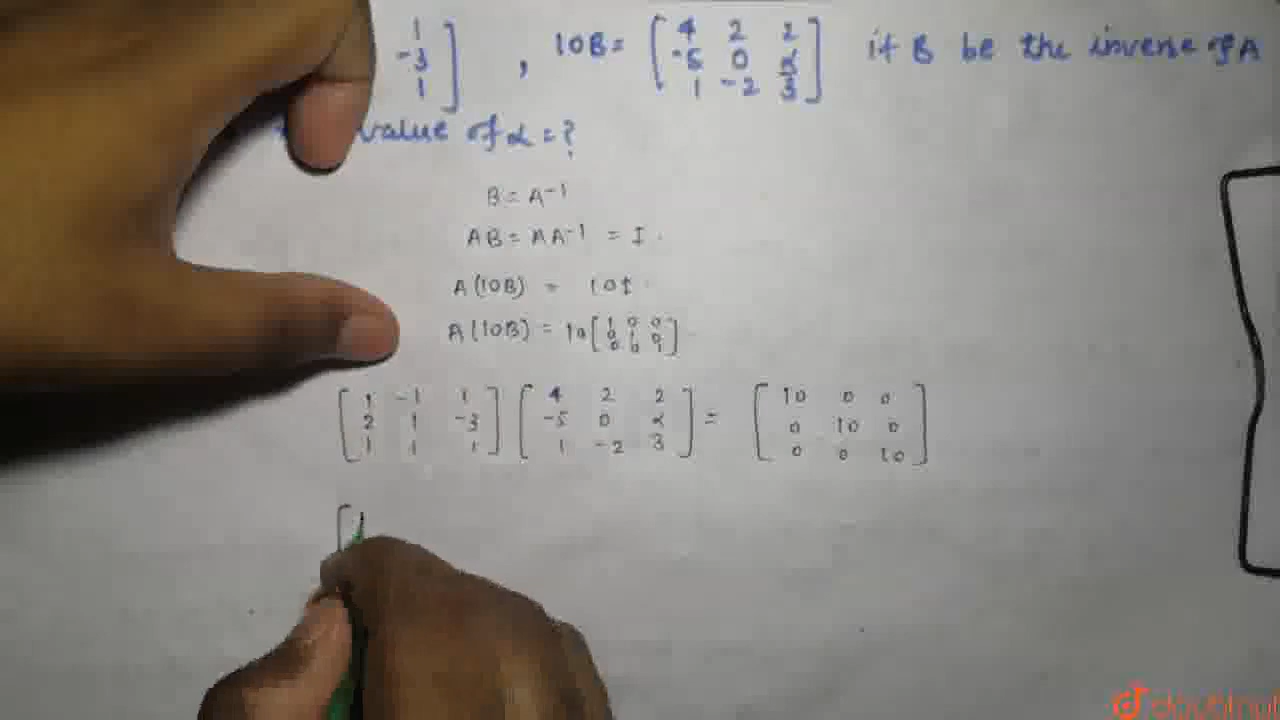 1 -3 1 , 10B = [4 2 2 -5 0 α 1 -2 3] if B be the inverse of A
value of α = ?
B = A⁻¹
AB = AA⁻¹ = I.
A(10B) = 10I.
A(10B) = 10[1 0 0 0 1 0 0 0 1]
[1 -1 1 2 1 -3 1 1 1] [4 2 2 -5 0 α 1 -2 3] = [10 0 0 0 10 0 0 0 10]
doubtnut